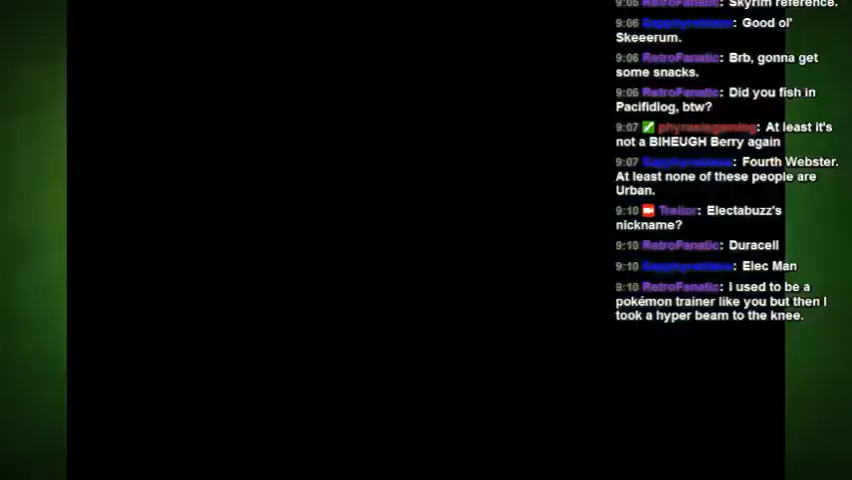 9:05 RetroFanatic: Skyrim reference.
9:06 : Good ol'
Skeeerum.
9:06 RetroFanatic: Brb, gonna get
some snacks.
9:06 RetroFanatic: Did you fish in
Pacifidlog, btw?
9:07 : At least it's
not a BIHEUGH Berry again
9:07 : Fourth Webster.
At least none of these people are
Urban.
9:10 : Electabuzz's
nickname?
9:10 RetroFanatic: Duracell
9:10 : Elec Man
9:10 RetroFanatic: I used to be a
pokémon trainer like you but then I
took a hyper beam to the knee.